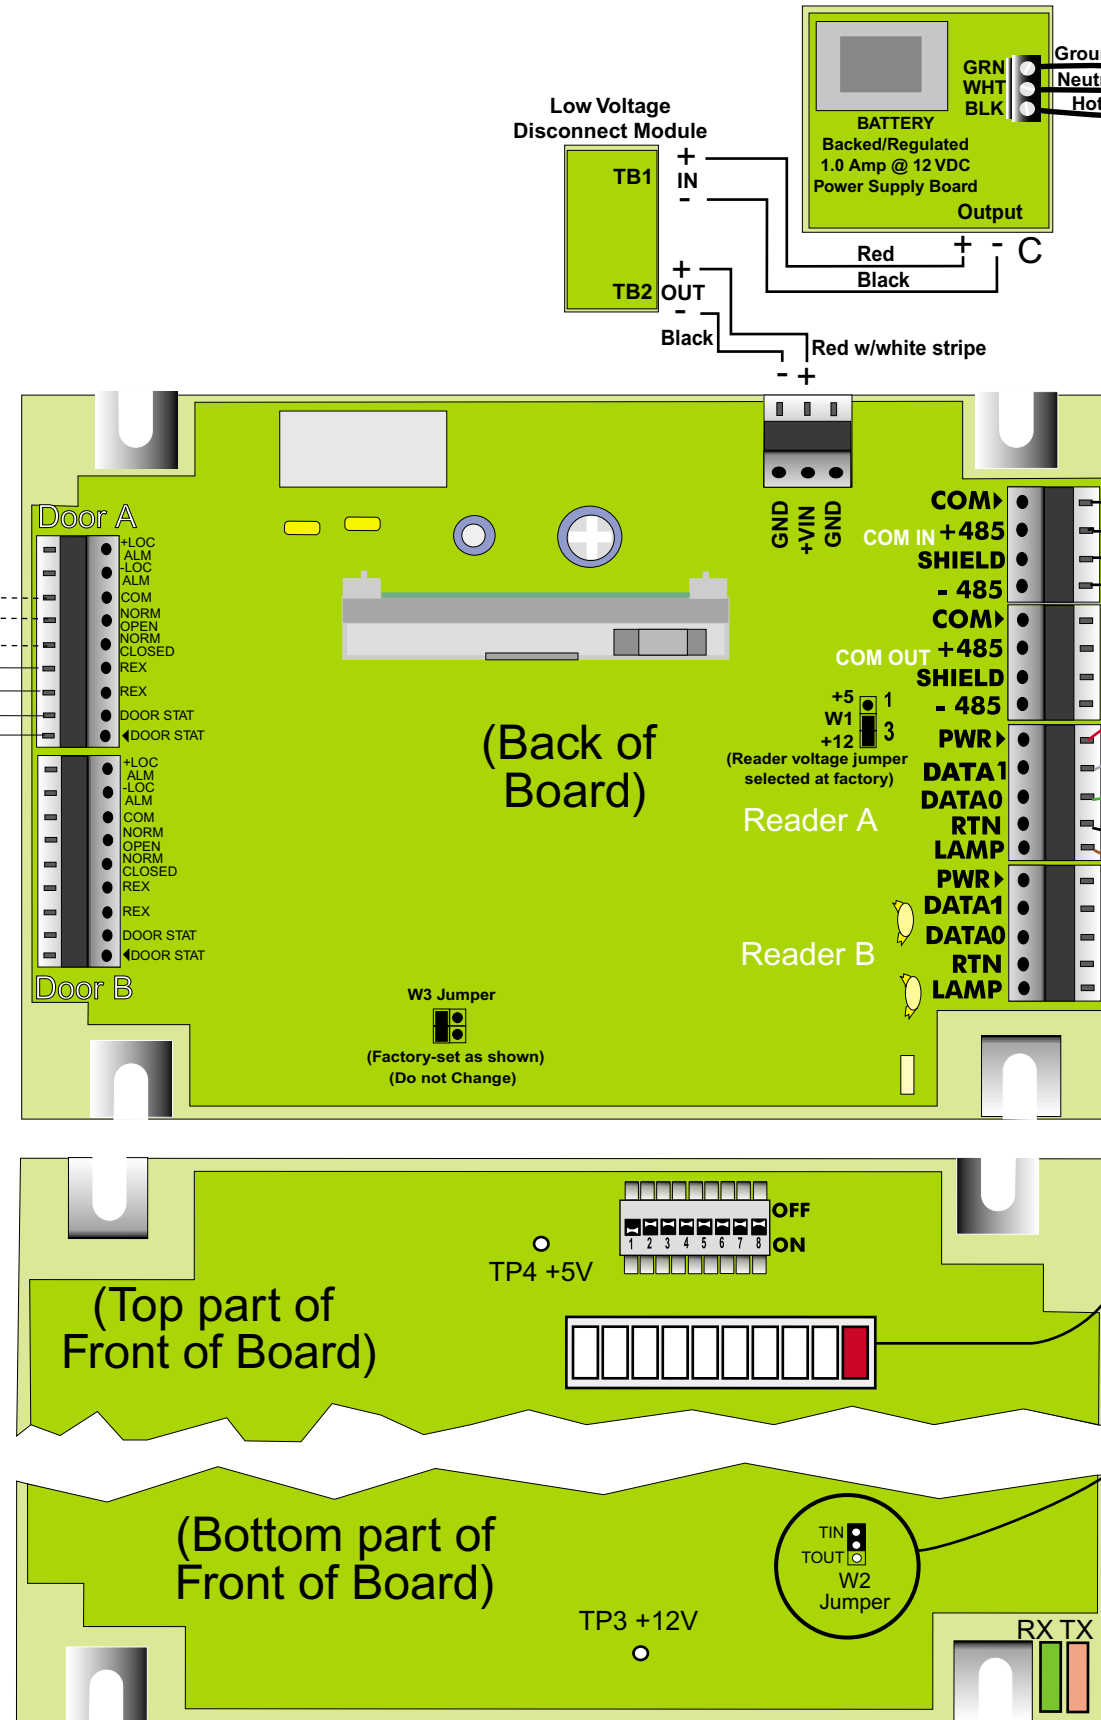 GRN
WHT
BLK
Neut
Hot
BATTERY
Backed/Regulated
1.0 Amp @ 12 VDC
Power Supply Board
Output
+ - C
Low Voltage
Disconnect Module
TB1
+
IN
-
TB2
+
OUT
-
Red
Black
Black
Red w/white stripe
- +
GND
+VIN
GND
Door A
+LOC
ALM
-LOC
ALM
COM
NORM
OPEN
NORM
CLOSED
REX
REX
DOOR STAT
DOOR STAT
+LOC
ALM
-LOC
ALM
COM
NORM
OPEN
NORM
CLOSED
REX
REX
DOOR STAT
DOOR STAT
Door B
(Back of
Board)
COM IN
COM
+485
SHIELD
- 485
COM OUT
COM
+485
SHIELD
- 485
+5 1
W1
+12 3
(Reader voltage jumper
selected at factory)
Reader A
PWR
DATA1
DATA0
RTN
LAMP
Reader B
PWR
DATA1
DATA0
RTN
LAMP
W3 Jumper
(Factory-set as shown)
(Do not Change)
OFF
1 2 3 4 5 6 7 8
ON
TP4 +5V
(Top part of
Front of Board)
(Bottom part of
Front of Board)
TIN
TOUT
W2
Jumper
TP3 +12V
RX TX